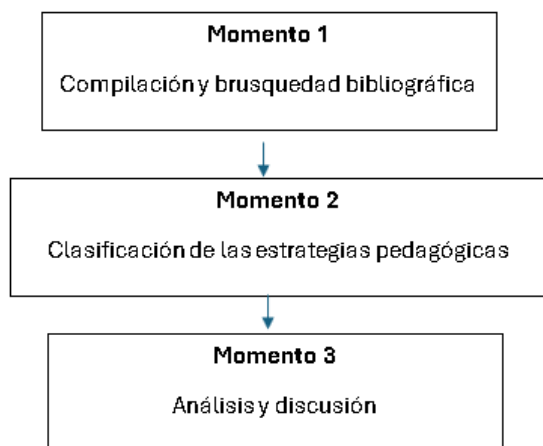 Momento 1
Compilación y brusquedad bibliográfica
Momento 2
Clasificación de las estrategias pedagógicas
Momento 3
Análisis y discusión